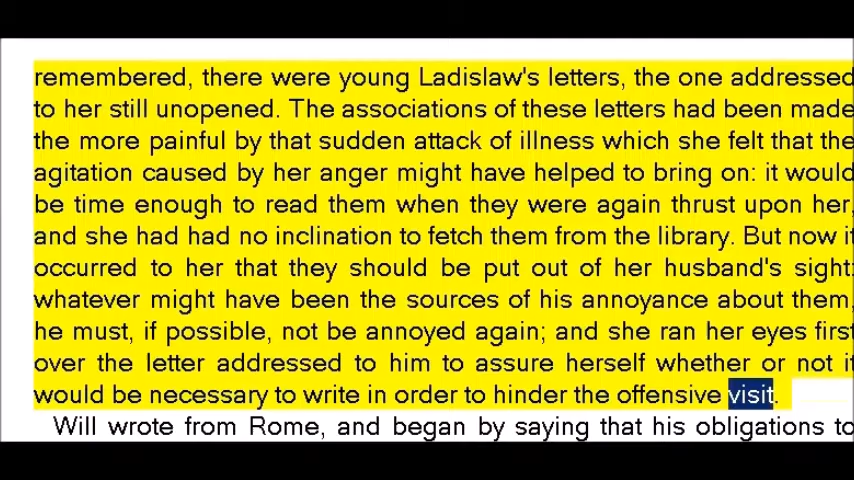 remembered, there were young Ladislaw's letters, the one addressed
to her still unopened. The associations of these letters had been made
the more painful by that sudden attack of illness which she felt that the
agitation caused by her anger might have helped to bring on: it would
be time enough to read them when they were again thrust upon her,
and she had had no inclination to fetch them from the library. But now it
occurred to her that they should be put out of her husband's sight:
whatever might have been the sources of his annoyance about them,
he must, if possible, not be annoyed again; and she ran her eyes first
over the letter addressed to him to assure herself whether or not it
would be necessary to write in order to hinder the offensive visit.
Will wrote from Rome, and began by saying that his obligations to